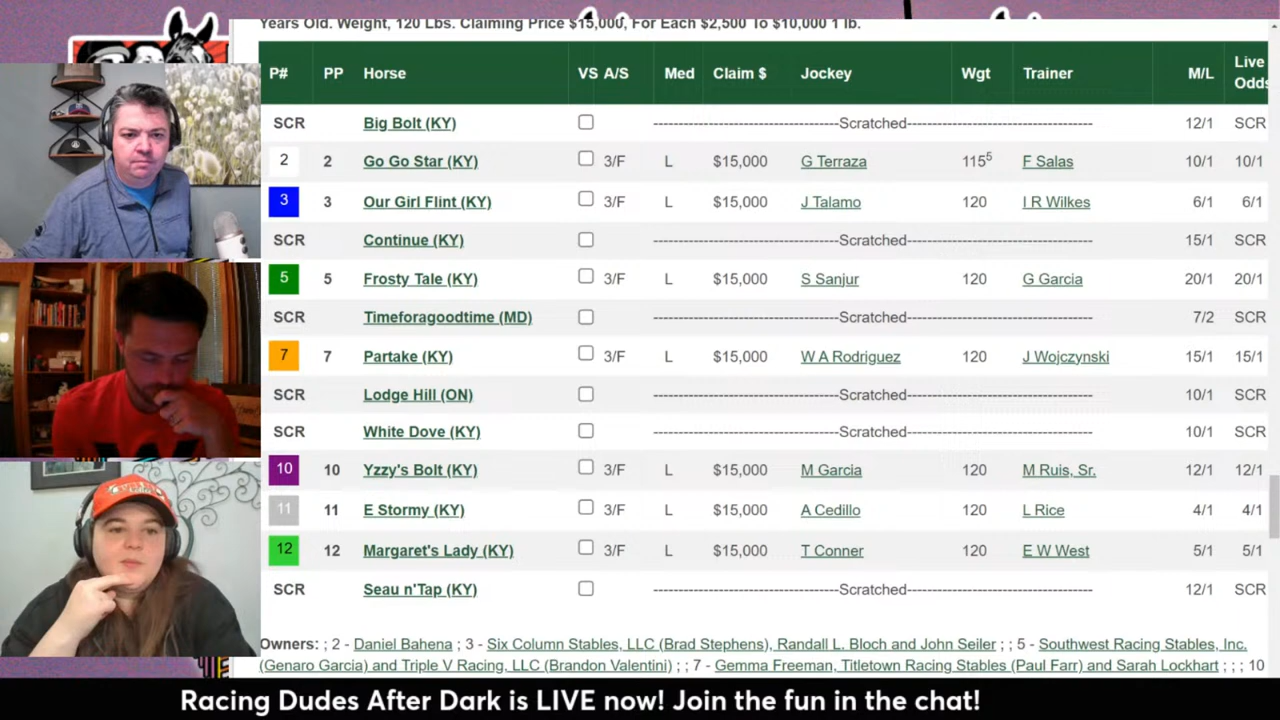 Years Old. Weight, 120 Lbs. Claiming Price $15,000, For Each $2,500 To $10,000 1 lb.
P# PP Horse VS A/S Med Claim $ Jockey Wgt Trainer M/L Live Odds
SCR Big Bolt (KY) ---Scratched--- 12/1 SCR
2 2 Go Go Star (KY) 3/F L $15,000 G Terraza 115⁵ F Salas 10/1 10/1
3 3 Our Girl Flint (KY) 3/F L $15,000 J Talamo 120 I R Wilkes 6/1 6/1
SCR Continue (KY) ---Scratched--- 15/1 SCR
5 5 Frosty Tale (KY) 3/F L $15,000 S Sanjur 120 G Garcia 20/1 20/1
SCR Timeforagoodtime (MD) ---Scratched--- 7/2 SCR
7 7 Partake (KY) 3/F L $15,000 W A Rodriguez 120 J Wojczynski 15/1 15/1
SCR Lodge Hill (ON) ---Scratched--- 10/1 SCR
SCR White Dove (KY) ---Scratched--- 10/1 SCR
10 10 Yzzy's Bolt (KY) 3/F L $15,000 M Garcia 120 M Ruis, Sr. 12/1 12/1
11 11 E Stormy (KY) 3/F L $15,000 A Cedillo 120 L Rice 4/1 4/1
12 12 Margaret's Lady (KY) 3/F L $15,000 T Conner 120 E W West 5/1 5/1
SCR Seau n'Tap (KY) ---Scratched--- 12/1 SCR
Owners: ; 2 - Daniel Bahena ; 3 - Six Column Stables, LLC (Brad Stephens), Randall L. Bloch and John Seiler ; ; 5 - Southwest Racing Stables, Inc.
(Genaro Garcia) and Triple V Racing, LLC (Brandon Valentini) ; ; 7 - Gemma Freeman, Titletown Racing Stables (Paul Farr) and Sarah Lockhart ; ; ; 10
Racing Dudes After Dark is LIVE now! Join the fun in the chat!